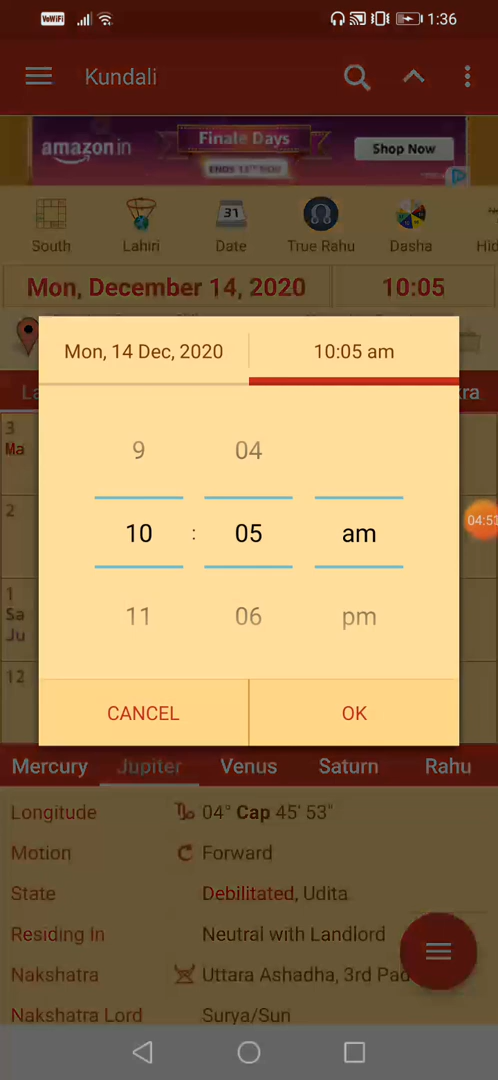 VoWiFi 1:36
Kundali
amazon.in Finale Days Shop Now
South Lahiri Date True Rahu Dasha Hid
31
Mon, December 14, 2020 10:05
Mon, 14 Dec, 2020 10:05 am
La ra
3
Ma
9 04
2
10 : 05 am
04:51
1
Sa
Ju
11 06 pm
12
CANCEL OK
Mercury Jupiter Venus Saturn Rahu
Longitude 04° Cap 45' 53"
Motion Forward
State Debilitated, Udita
Residing In Neutral with Landlord
Nakshatra Uttara Ashadha, 3rd Pad
Nakshatra Lord Surya/Sun